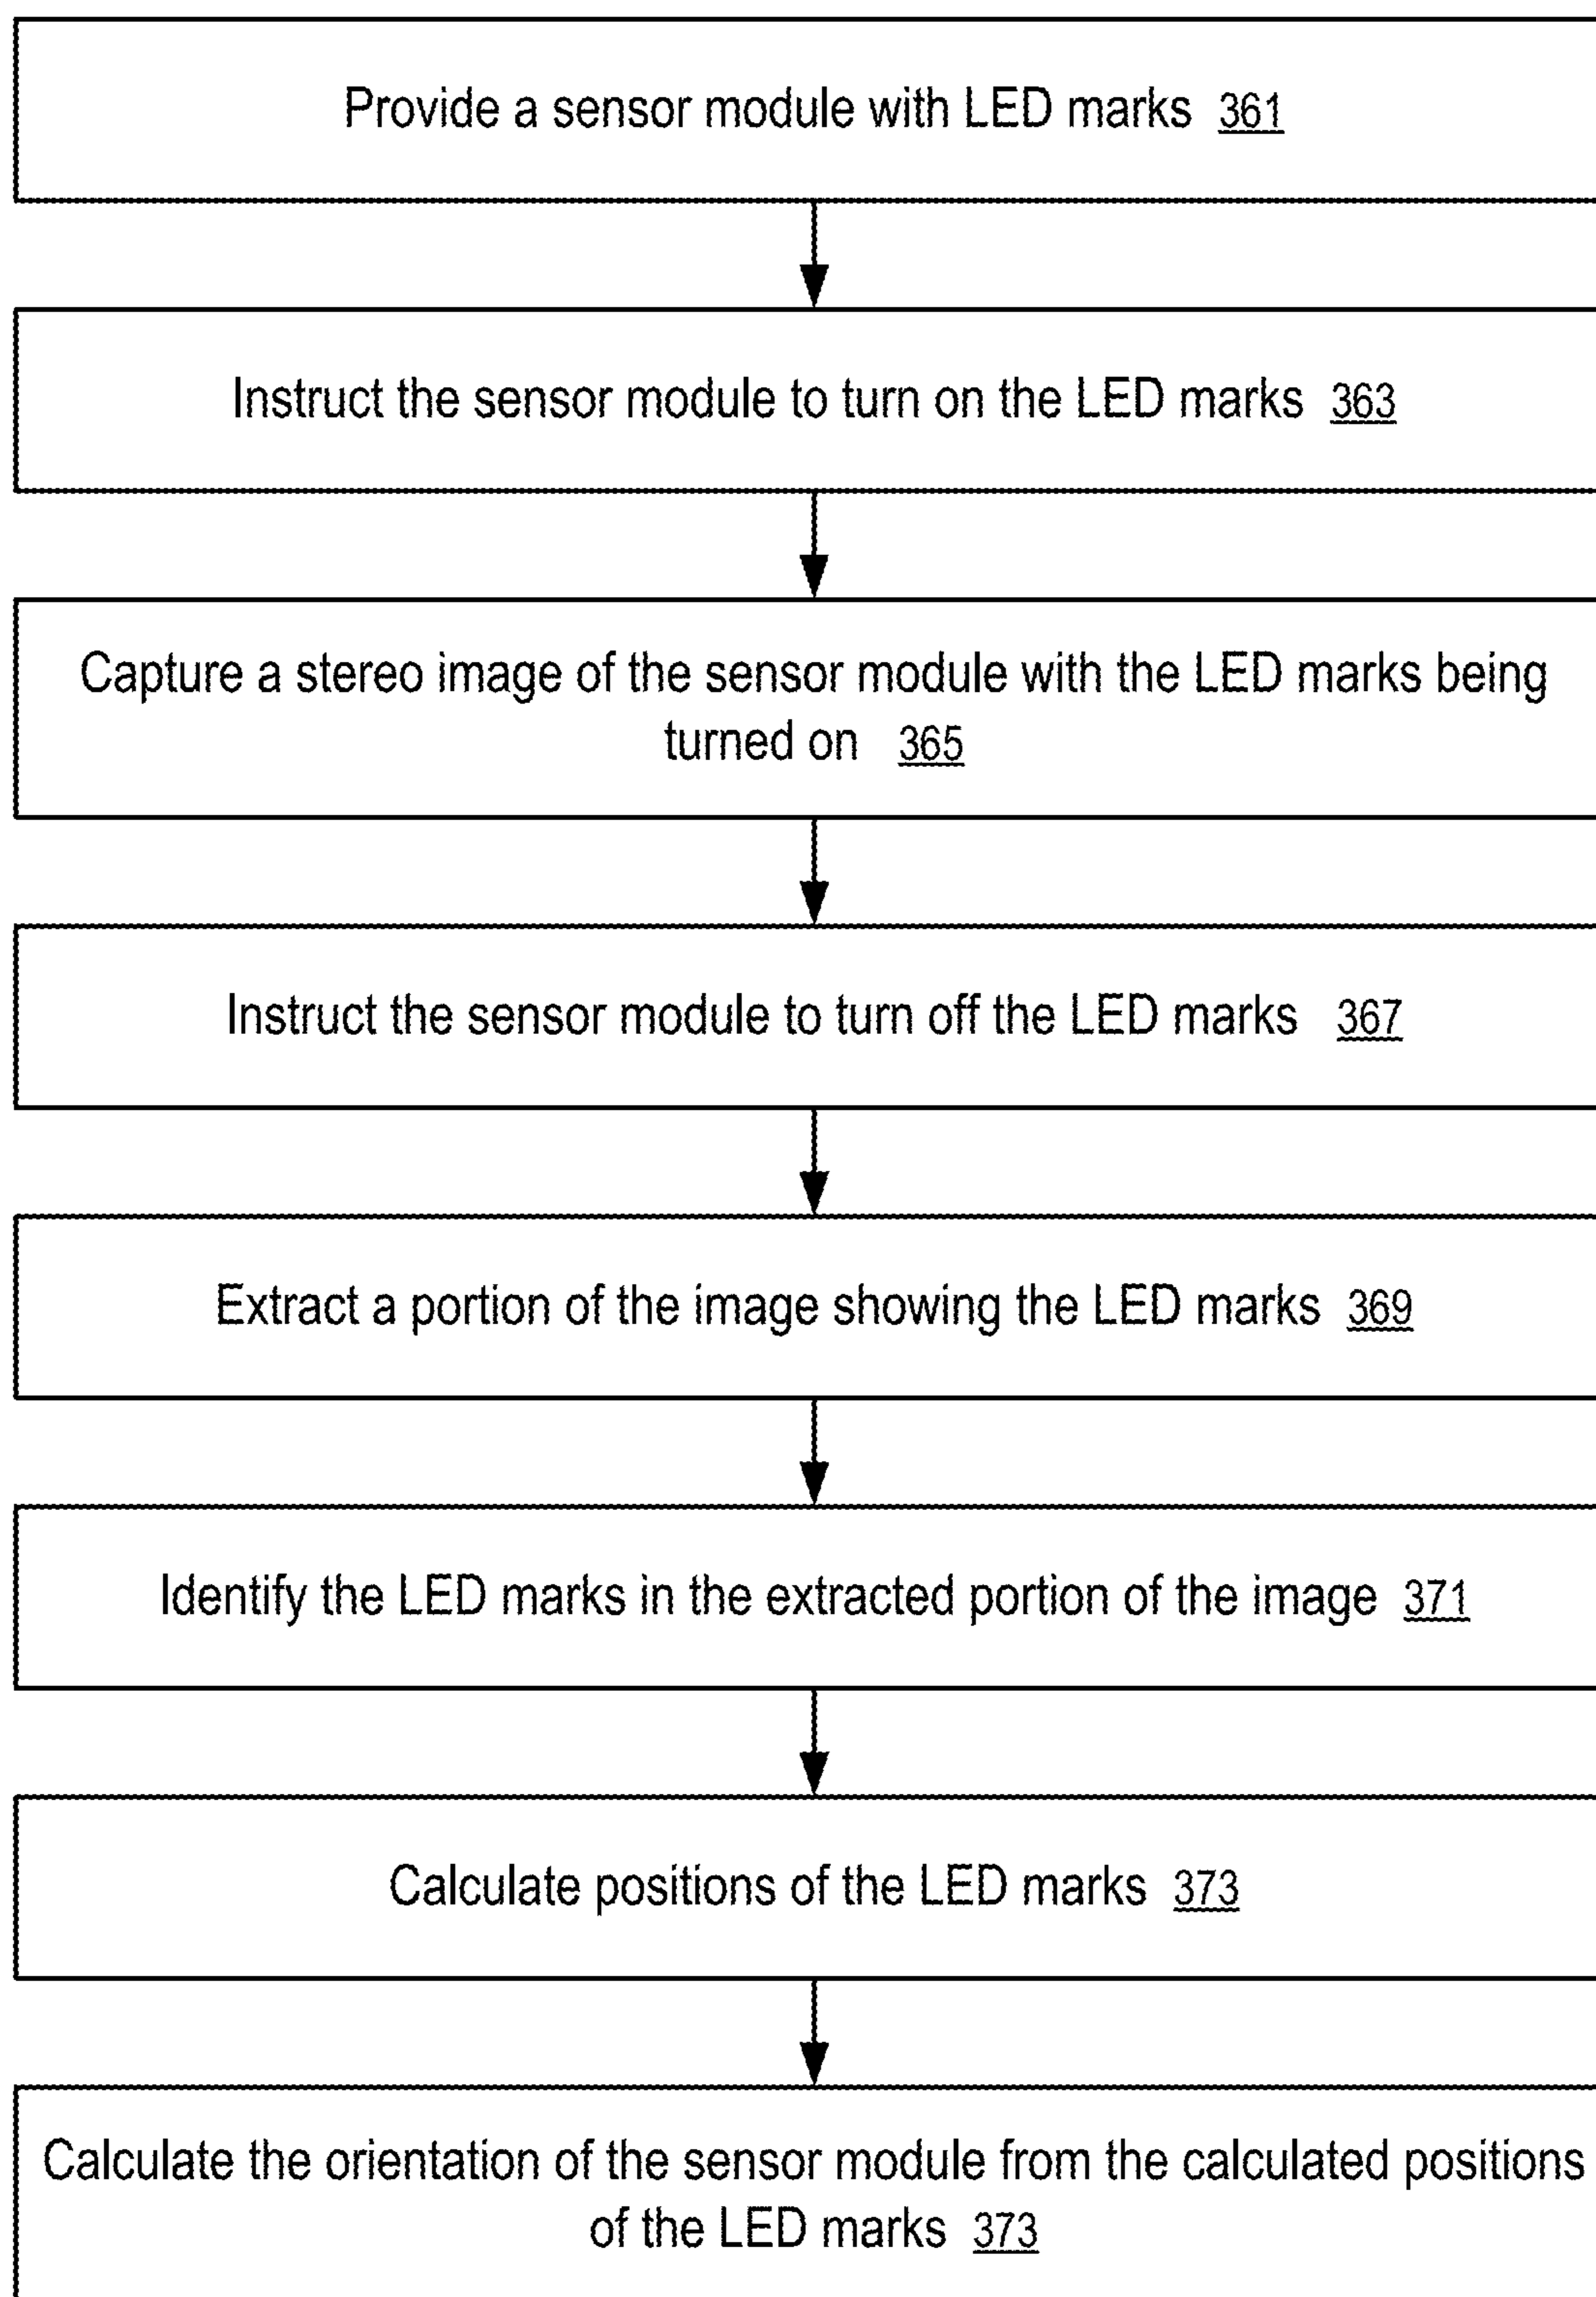 Provide a sensor module with LED marks 361
Instruct the sensor module to turn on the LED marks 363
Capture a stereo image of the sensor module with the LED marks being
turned on 365
Instruct the sensor module to turn off the LED marks 367
Extract a portion of the image showing the LED marks 369
Identify the LED marks in the extracted portion of the image 371
Calculate positions of the LED marks 373
Calculate the orientation of the sensor module from the calculated positions
of the LED marks 373